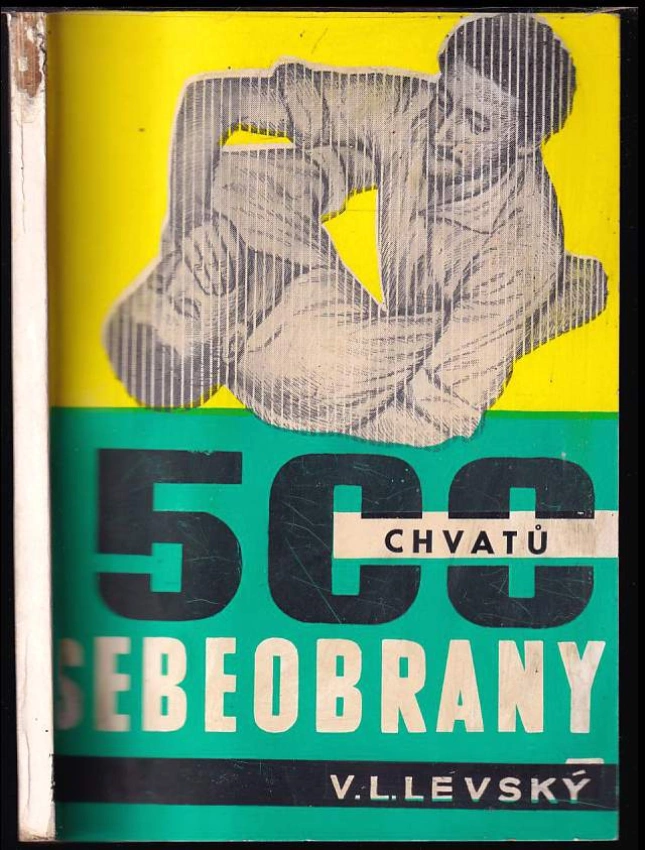 500
CHVATŮ
SEBEOBRANY
V.L.LEVSKÝ